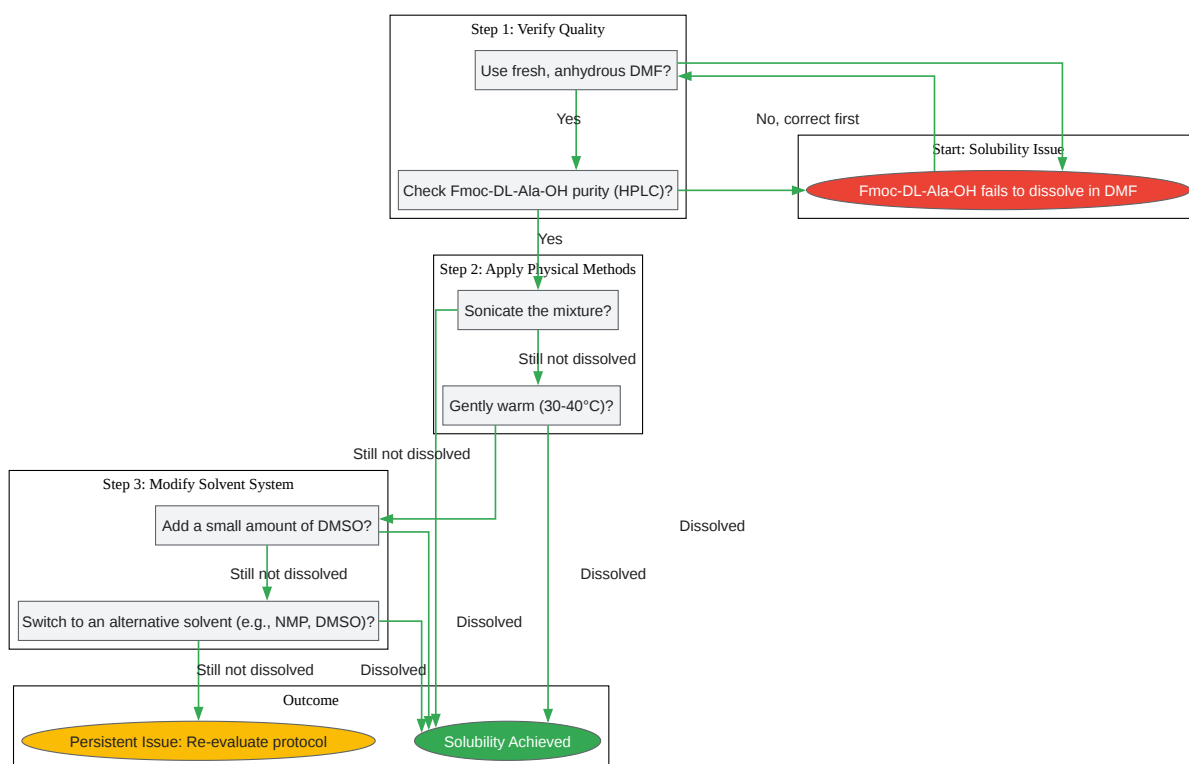 Step 1: Verify Quality
Use fresh, anhydrous DMF?
Yes
No, correct first
Start: Solubility Issue
Check Fmoc-DL-Ala-OH purity (HPLC)?
Fmoc-DL-Ala-OH fails to dissolve in DMF
Yes
Step 2: Apply Physical Methods
Sonicate the mixture?
Still not dissolved
Gently warm (30-40°C)?
Still not dissolved
Step 3: Modify Solvent System
Add a small amount of DMSO?
Dissolved
Still not dissolved
Dissolved
Switch to an alternative solvent (e.g., NMP, DMSO)?
Dissolved
Still not dissolved
Dissolved
Outcome
Persistent Issue: Re-evaluate protocol
Solubility Achieved